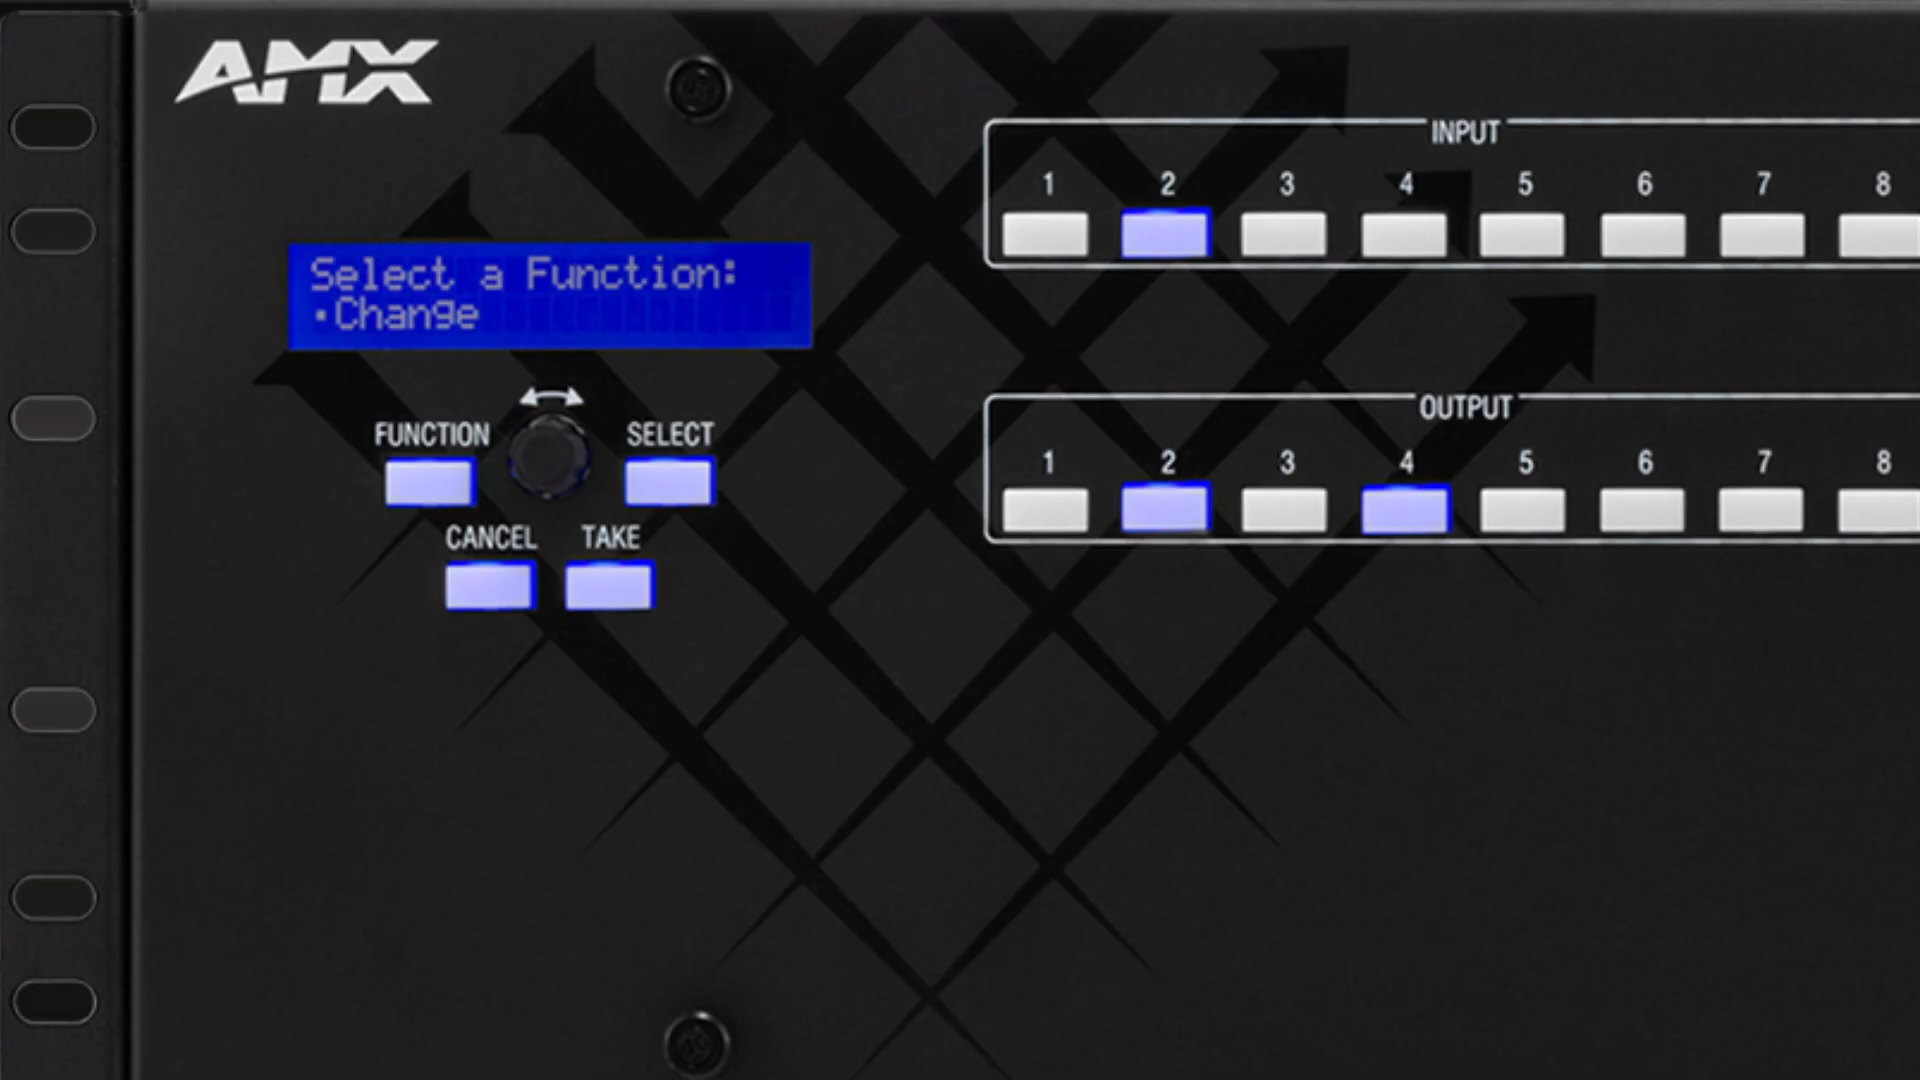 AMX
Select a Function:
▪Change
FUNCTION
SELECT
CANCEL
TAKE
INPUT
1 2 3 4 5 6 7 8
OUTPUT
1 2 3 4 5 6 7 8